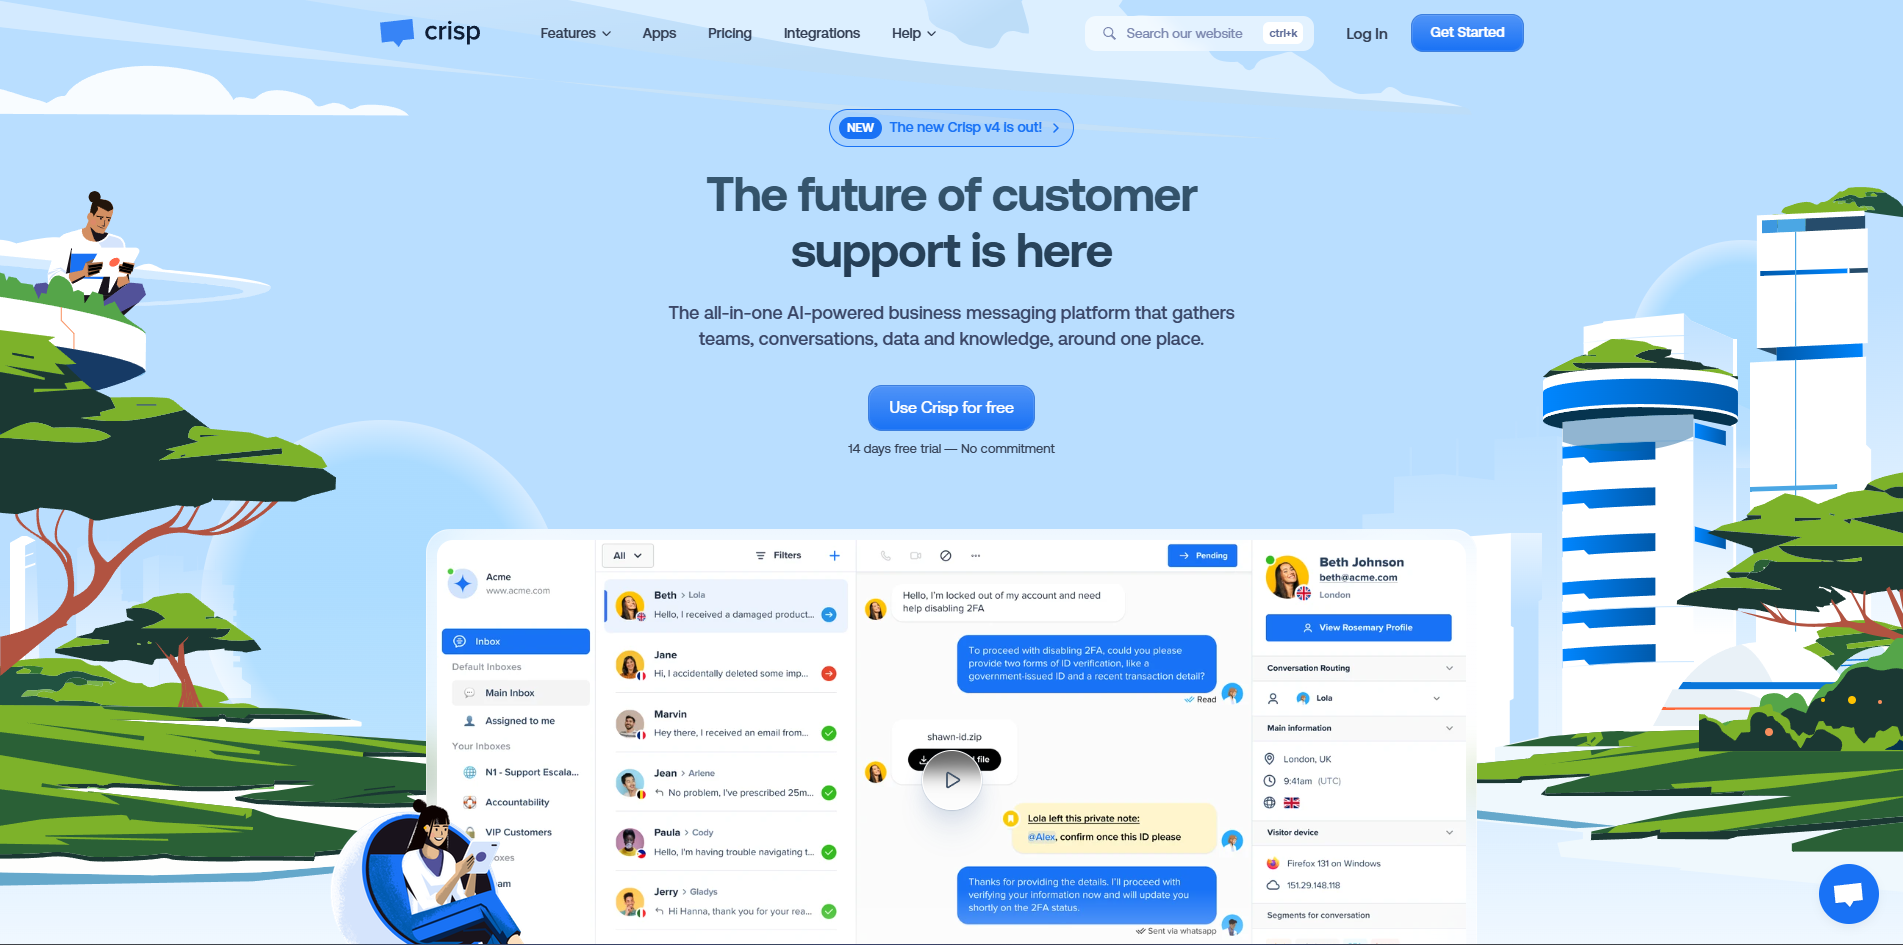 crisp
Features
Apps
Pricing
Integrations
Help
Search our website
ctrl+k
Log In
Get Started
NEW
The new Crisp v4 is out!
The future of customer
support is here
The all-in-one AI-powered business messaging platform that gathers
teams, conversations, data and knowledge, around one place.
Use Crisp for free
14 days free trial — No commitment
Acme
www.acme.com
Inbox
Default Inboxes
Main Inbox
Assigned to me
Your Inboxes
N1 - Support Escala...
Accountability
VIP Customers
All
Filters
Beth > Lola
Hello, I received a damaged product...
Jane
Hi, I accidentally deleted some imp...
Marvin
Hey there, I received an email from...
Jean > Arlene
No problem, I've prescribed 25m...
Paula > Cody
Hello, I'm having trouble navigating t...
Jerry > Gladys
Hi Hanna, thank you for your rea...
Pending
Hello, I'm locked out of my account and need
help disabling 2FA
To proceed with disabling 2FA, could you please
provide two forms of ID verification, like a
government-issued ID and a recent transaction detail?
Read
shawn-id.zip
file
Lola left this private note:
@Alex, confirm once this ID please
Thanks for providing the details. I'll proceed with
verifying your information now and will update you
shortly on the 2FA status.
Sent via whatsapp
Beth Johnson
beth@acme.com
London
View Rosemary Profile
Conversation Routing
Lola
Main information
London, UK
9:41am (UTC)
Visitor device
Firefox 131 on Windows
151.29.148.118
Segments for conversation